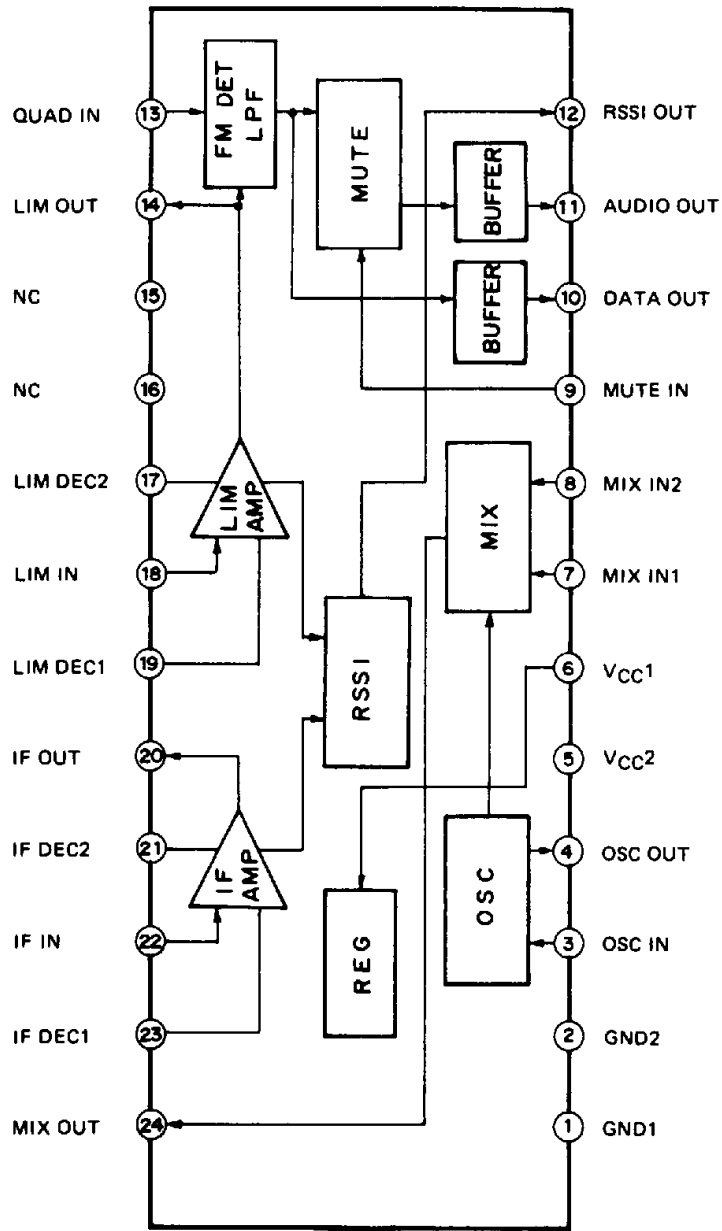 QUAD IN 13
FM DET
LPF
MUTE
12 RSSI OUT
LIM OUT 14
BUFFER
11 AUDIO OUT
NC 15
BUFFER
10 DATA OUT
NC 16
9 MUTE IN
LIM DEC2 17
LIM
AMP
MIX
8 MIX IN2
LIM IN 18
7 MIX IN1
LIM DEC1 19
RSSI
6 VCC1
IF OUT 20
5 VCC2
IF DEC2 21
IF
AMP
OSC
4 OSC OUT
IF IN 22
REG
3 OSC IN
IF DEC1 23
2 GND2
MIX OUT 24
1 GND1